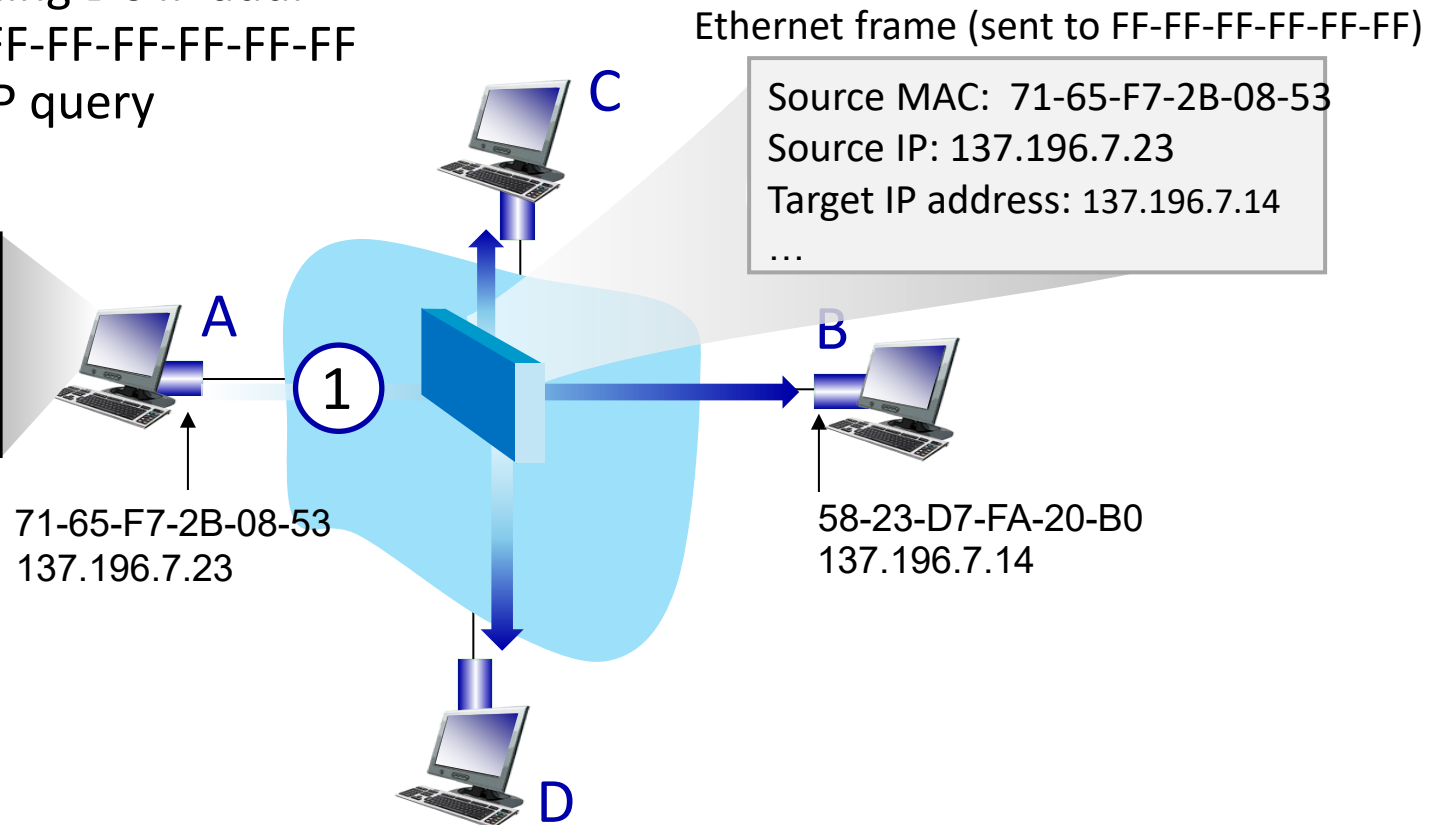 FF-FF-FF-FF-FF-FF
query
Ethernet frame (sent to FF-FF-FF-FF-FF-FF)
Source MAC: 71-65-F7-2B-08-53
Source IP: 137.196.7.23
Target IP address: 137.196.7.14
…
C
A
B
1
71-65-F7-2B-08-53
137.196.7.23
58-23-D7-FA-20-B0
137.196.7.14
D